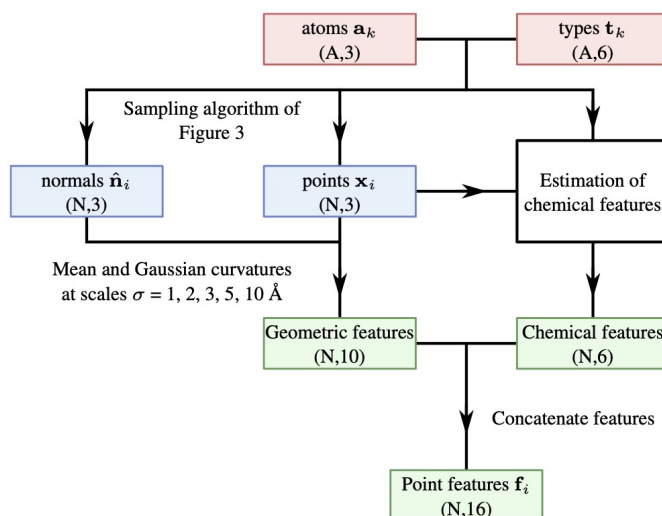 atoms a_k
(A,3)
types t_k
(A,6)
Sampling algorithm of
Figure 3
normals n̂_i
(N,3)
points x_i
(N,3)
Estimation of
chemical features
Mean and Gaussian curvatures
at scales σ = 1, 2, 3, 5, 10 Å
Geometric features
(N,10)
Chemical features
(N,6)
Concatenate features
Point features f_i
(N,16)